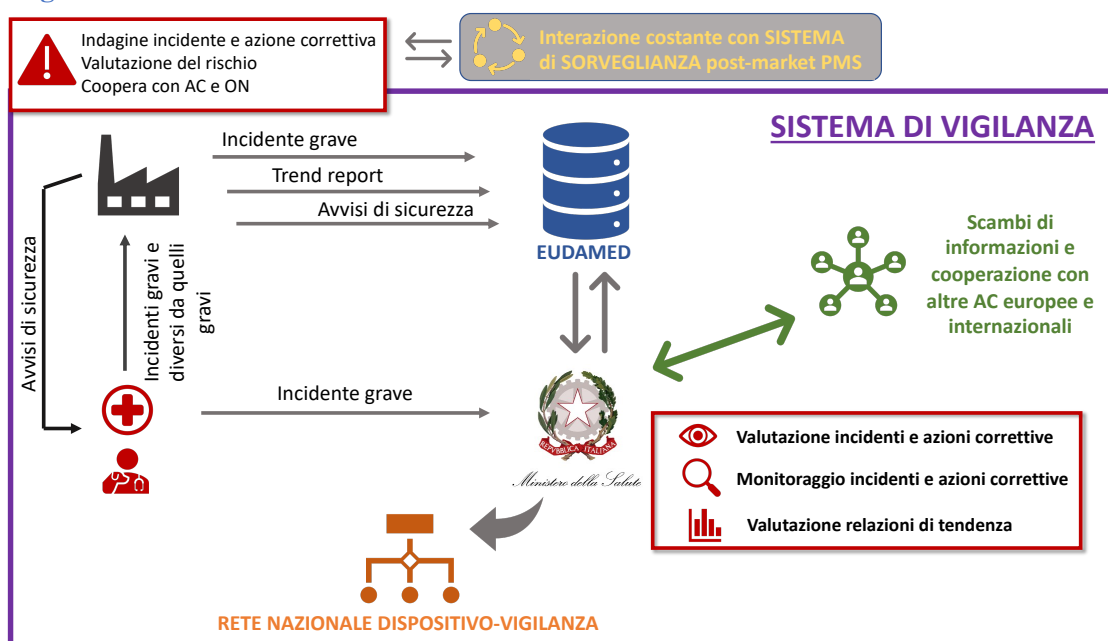 Indagine incidente e azione correttiva
Valutazione del rischio
Coopera con AC e ON
Interazione costante con SISTEMA
di SORVEGLIANZA post-market PMS
SISTEMA DI VIGILANZA
Incidente grave
Trend report
Avvisi di sicurezza
EUDAMED
Avvisi di sicurezza
Incidenti gravi e
diversi da quelli
gravi
Scambi di
informazioni e
cooperazione con
altre AC europee e
internazionali
Incidente grave
REPVBBLICA ITALIANA
Ministero della Salute
Valutazione incidenti e azioni correttive
Monitoraggio incidenti e azioni correttive
Valutazione relazioni di tendenza
RETE NAZIONALE DISPOSITIVO-VIGILANZA